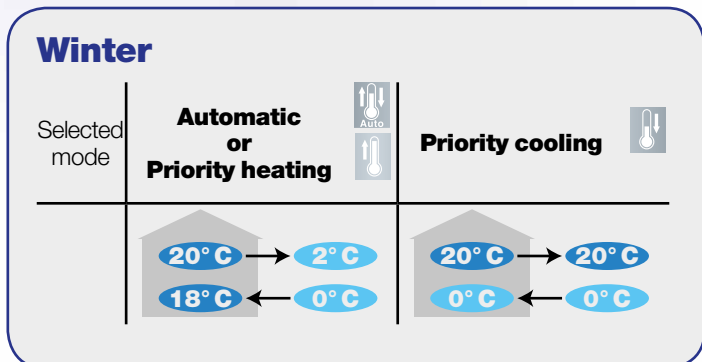 Winter
Selected
mode
Automatic
or
Priority heating
Auto
Priority cooling
20° C 2° C
18° C 0° C
20° C 20° C
0° C 0° C